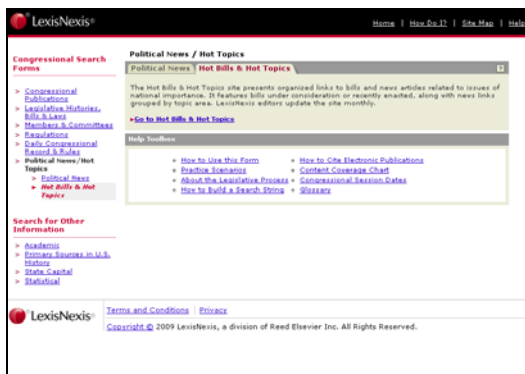 LexisNexis®
Home | How Do I? | Site Map | Help
Congressional Search
Forms
> Congressional
Publications
> Legislative Histories,
Bills & Laws
> Members & Committees
> Regulations
> Daily Congressional
Record & Rules
> Political News/Hot
Topics
> Political News
► Hot Bills & Hot
Topics
Search for Other
Information
> Academic
> Primary Sources in U.S.
History
> State Capital
> Statistical
Political News / Hot Topics
Political News Hot Bills & Hot Topics ?
The Hot Bills & Hot Topics site presents organized links to bills and news articles related to issues of
national importance. It features bills under consideration or recently enacted, along with news links
grouped by topic area. LexisNexis editors update the site monthly.
►Go to Hot Bills & Hot Topics
Help Toolbox
How to Use this Form
Practice Scenarios
About the Legislative Process
How to Build a Search String
How to Cite Electronic Publications
Content Coverage Chart
Congressional Session Dates
Glossary
LexisNexis®
Terms and Conditions | Privacy
Copyright © 2009 LexisNexis, a division of Reed Elsevier Inc. All Rights Reserved.